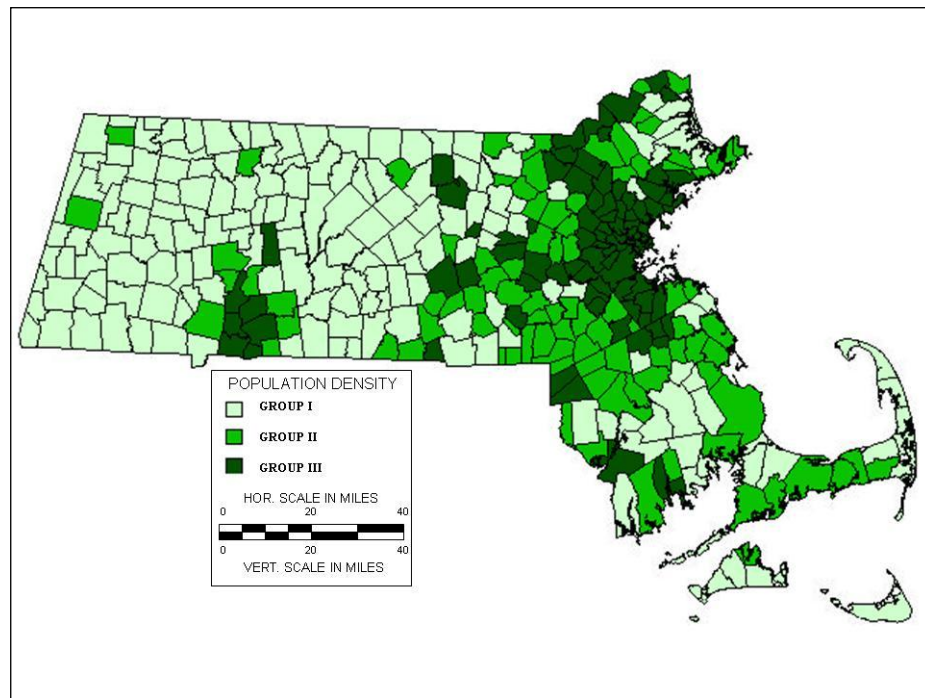 POPULATION DENSITY
GROUP I
GROUP II
GROUP III
HOR. SCALE IN MILES
0 20 40
0 20 40
VERT. SCALE IN MILES